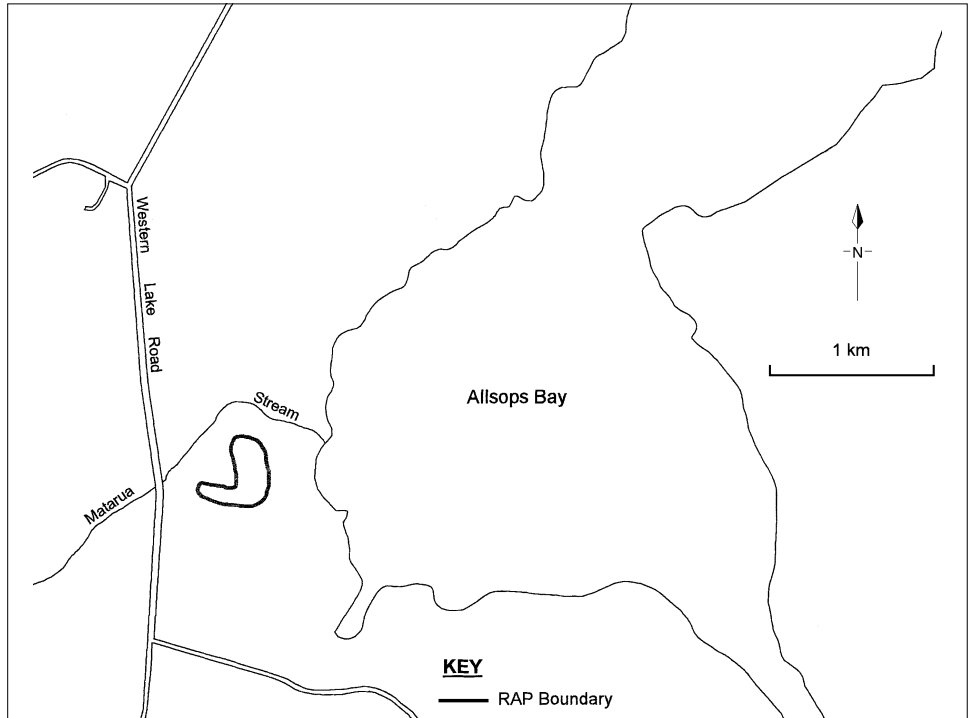 Western Lake Road
N
1 km
Allsops Bay
Matarua Stream
KEY
RAP Boundary